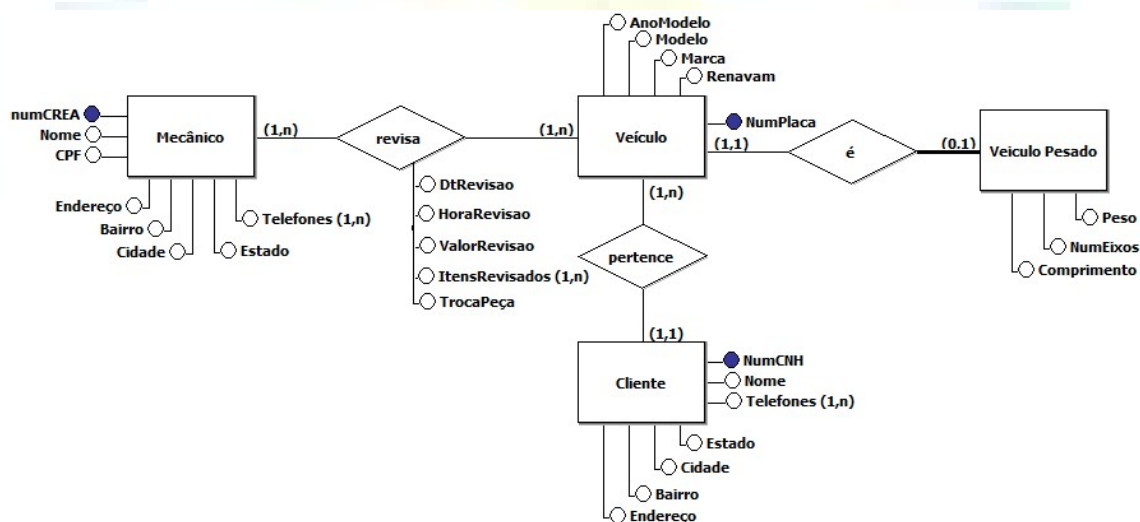 AnoModelo
Modelo
Marca
Renavam
numCREA
Nome
CPF
Mecânico
(1,n)
revisa
(1,n)
Veículo
NumPlaca
(1,1)
é
(0.1)
Veiculo Pesado
Endereço
Bairro
Cidade
Estado
Telefones (1,n)
DtRevisao
HoraRevisao
ValorRevisao
ItensRevisados (1,n)
TrocaPeça
(1,n)
pertence
(1,1)
Peso
NumEixos
Comprimento
Cliente
NumCNH
Nome
Telefones (1,n)
Estado
Cidade
Bairro
Endereço